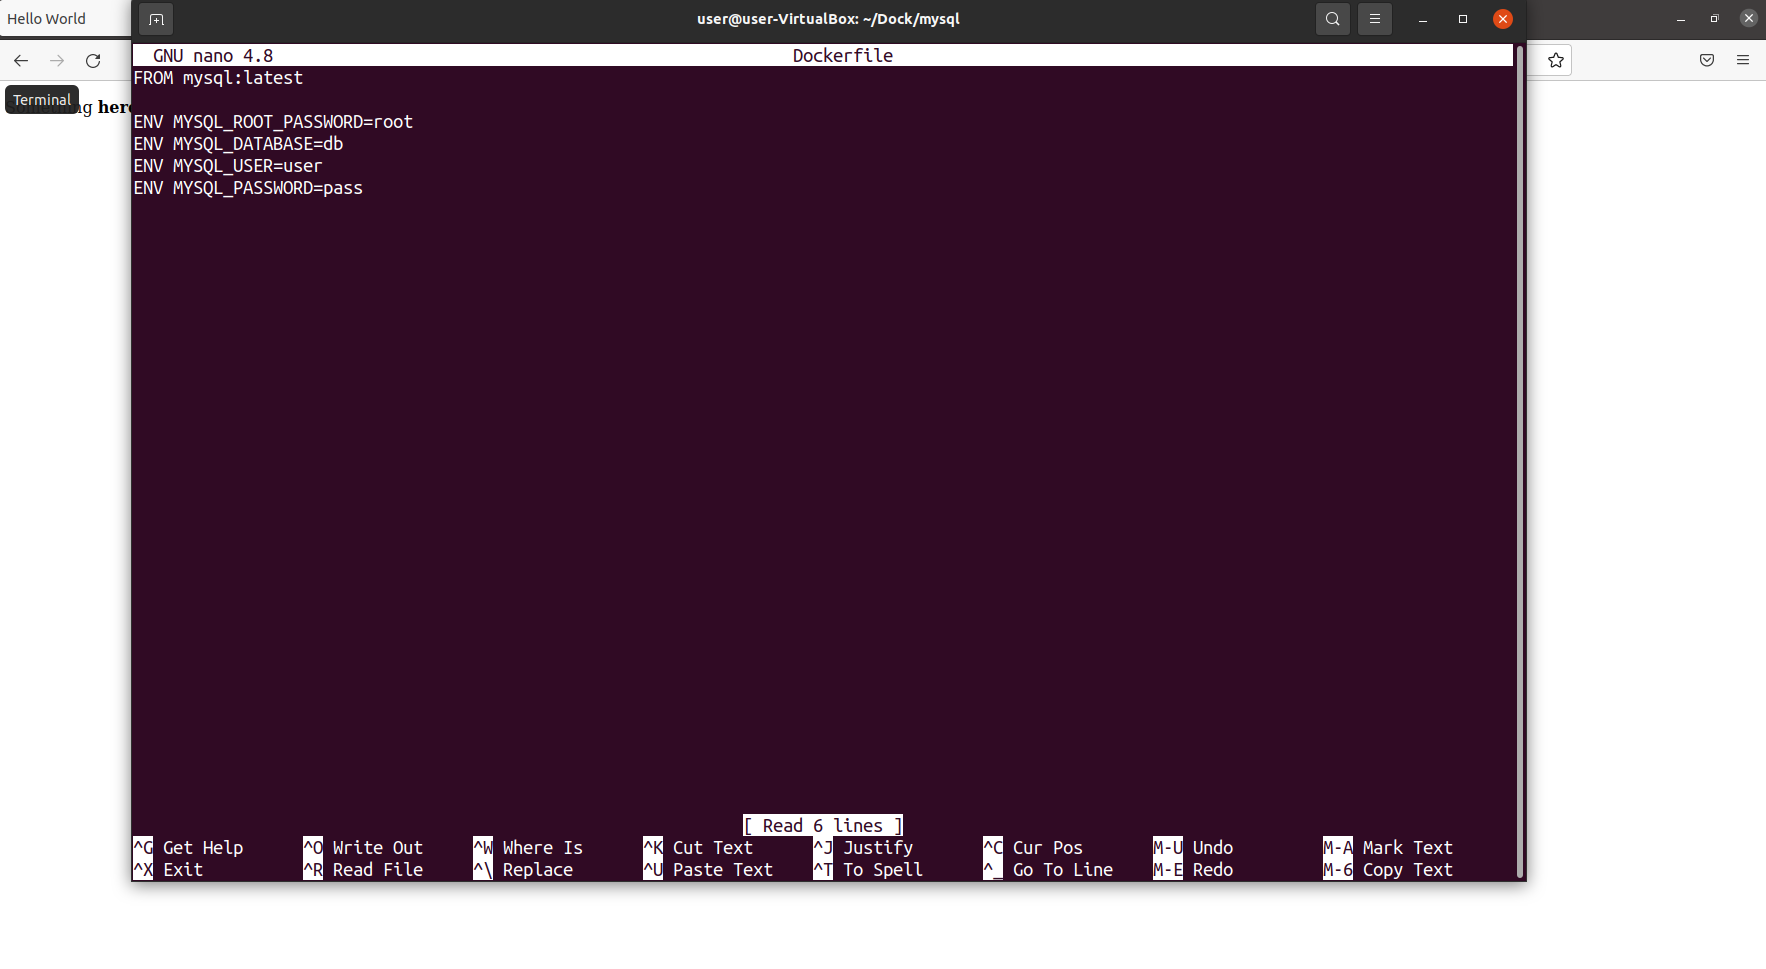 Hello World
user@user-VirtualBox: ~/Dock/mysql
GNU nano 4.8 Dockerfile
FROM mysql:latest
Terminal
here
ENV MYSQL_ROOT_PASSWORD=root
ENV MYSQL_DATABASE=db
ENV MYSQL_USER=user
ENV MYSQL_PASSWORD=pass
[ Read 6 lines ]
^G Get Help ^O Write Out ^W Where Is ^K Cut Text ^J Justify ^C Cur Pos M-U Undo M-A Mark Text
^X Exit ^R Read File ^\ Replace ^U Paste Text ^T To Spell ^_ Go To Line M-E Redo M-6 Copy Text